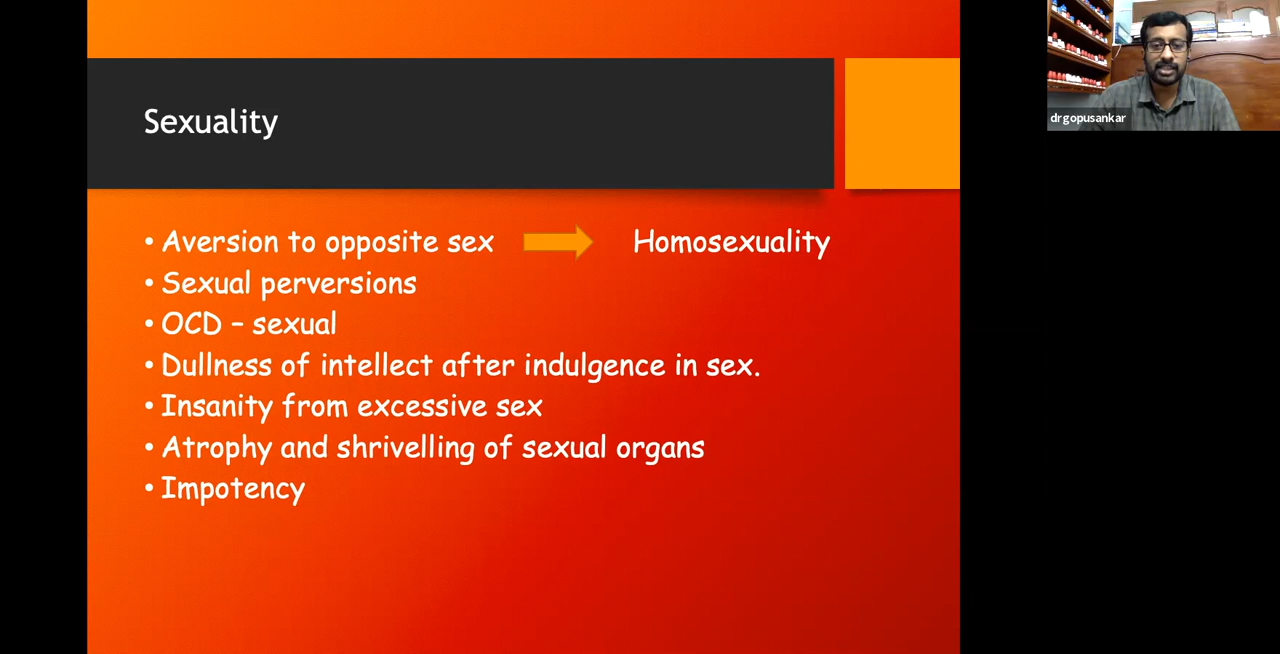 Sexuality
• Aversion to opposite sex Homosexuality
• Sexual perversions
• OCD – sexual
• Dullness of intellect after indulgence in sex.
• Insanity from excessive sex
• Atrophy and shrivelling of sexual organs
• Impotency
drgopusankar